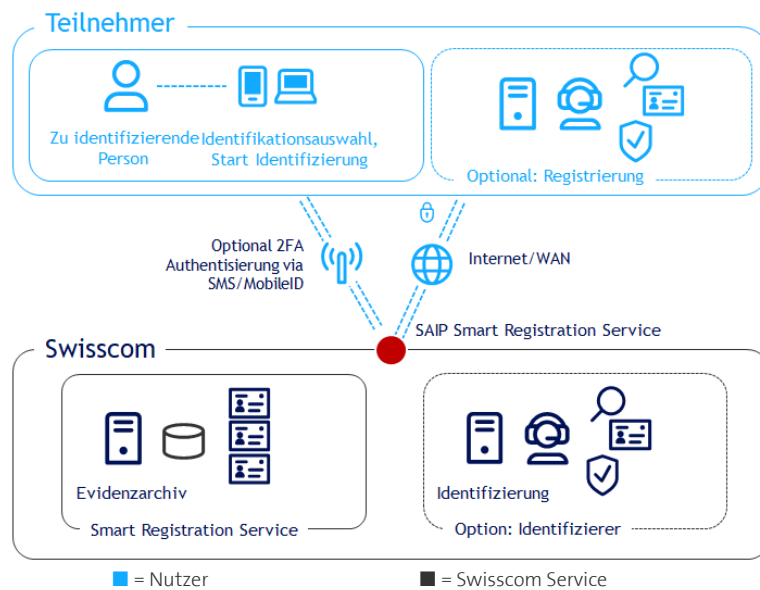 Teilnehmer
Zu identifizierende
Person
Identifikationsauswahl,
Start Identifizierung
Optional: Registrierung
Optional 2FA
Authentisierung via
SMS/MobileID
Internet/WAN
SAIP Smart Registration Service
Swisscom
Evidenzarchiv
Smart Registration Service
Identifizierung
Option: Identifizierer
= Nutzer
= Swisscom Service